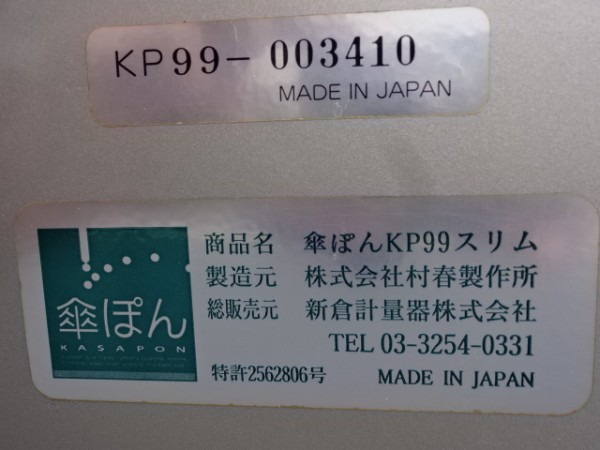 KP99-003410
MADE IN JAPAN
傘ぽん
KASAPON
商品名 傘ぽんKP99スリム
製造元 株式会社村春製作所
総販売元 新倉計量器株式会社
TEL 03-3254-0331
特許2562806号 MADE IN JAPAN